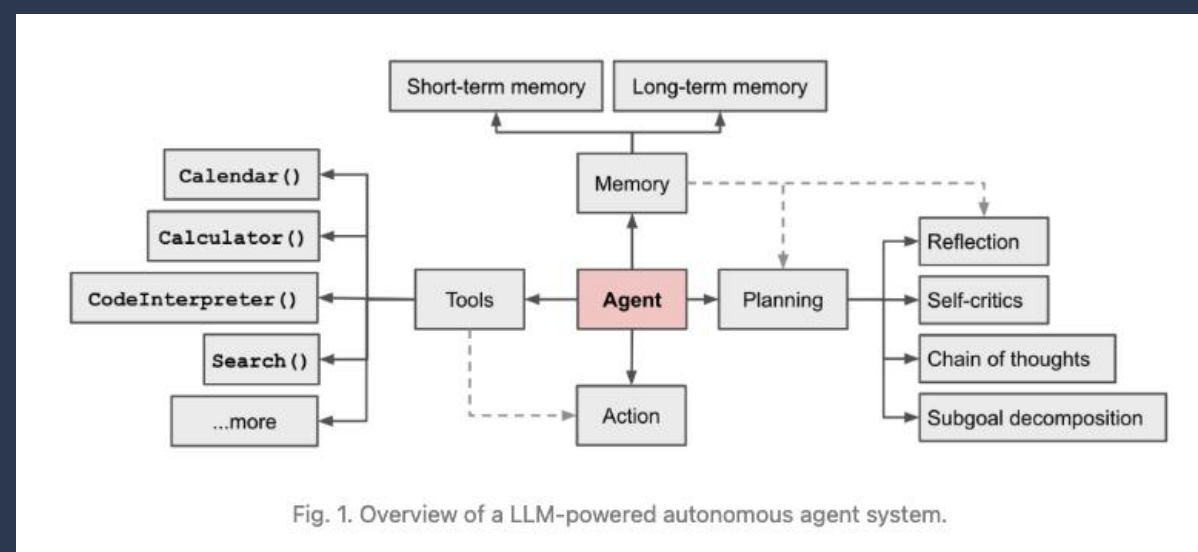 Short-term memory
Long-term memory
Calendar()
Memory
Calculator()
Reflection
CodeInterpreter()
Tools
Agent
Planning
Self-critics
Search()
Chain of thoughts
...more
Action
Subgoal decomposition
Fig. 1. Overview of a LLM-powered autonomous agent system.